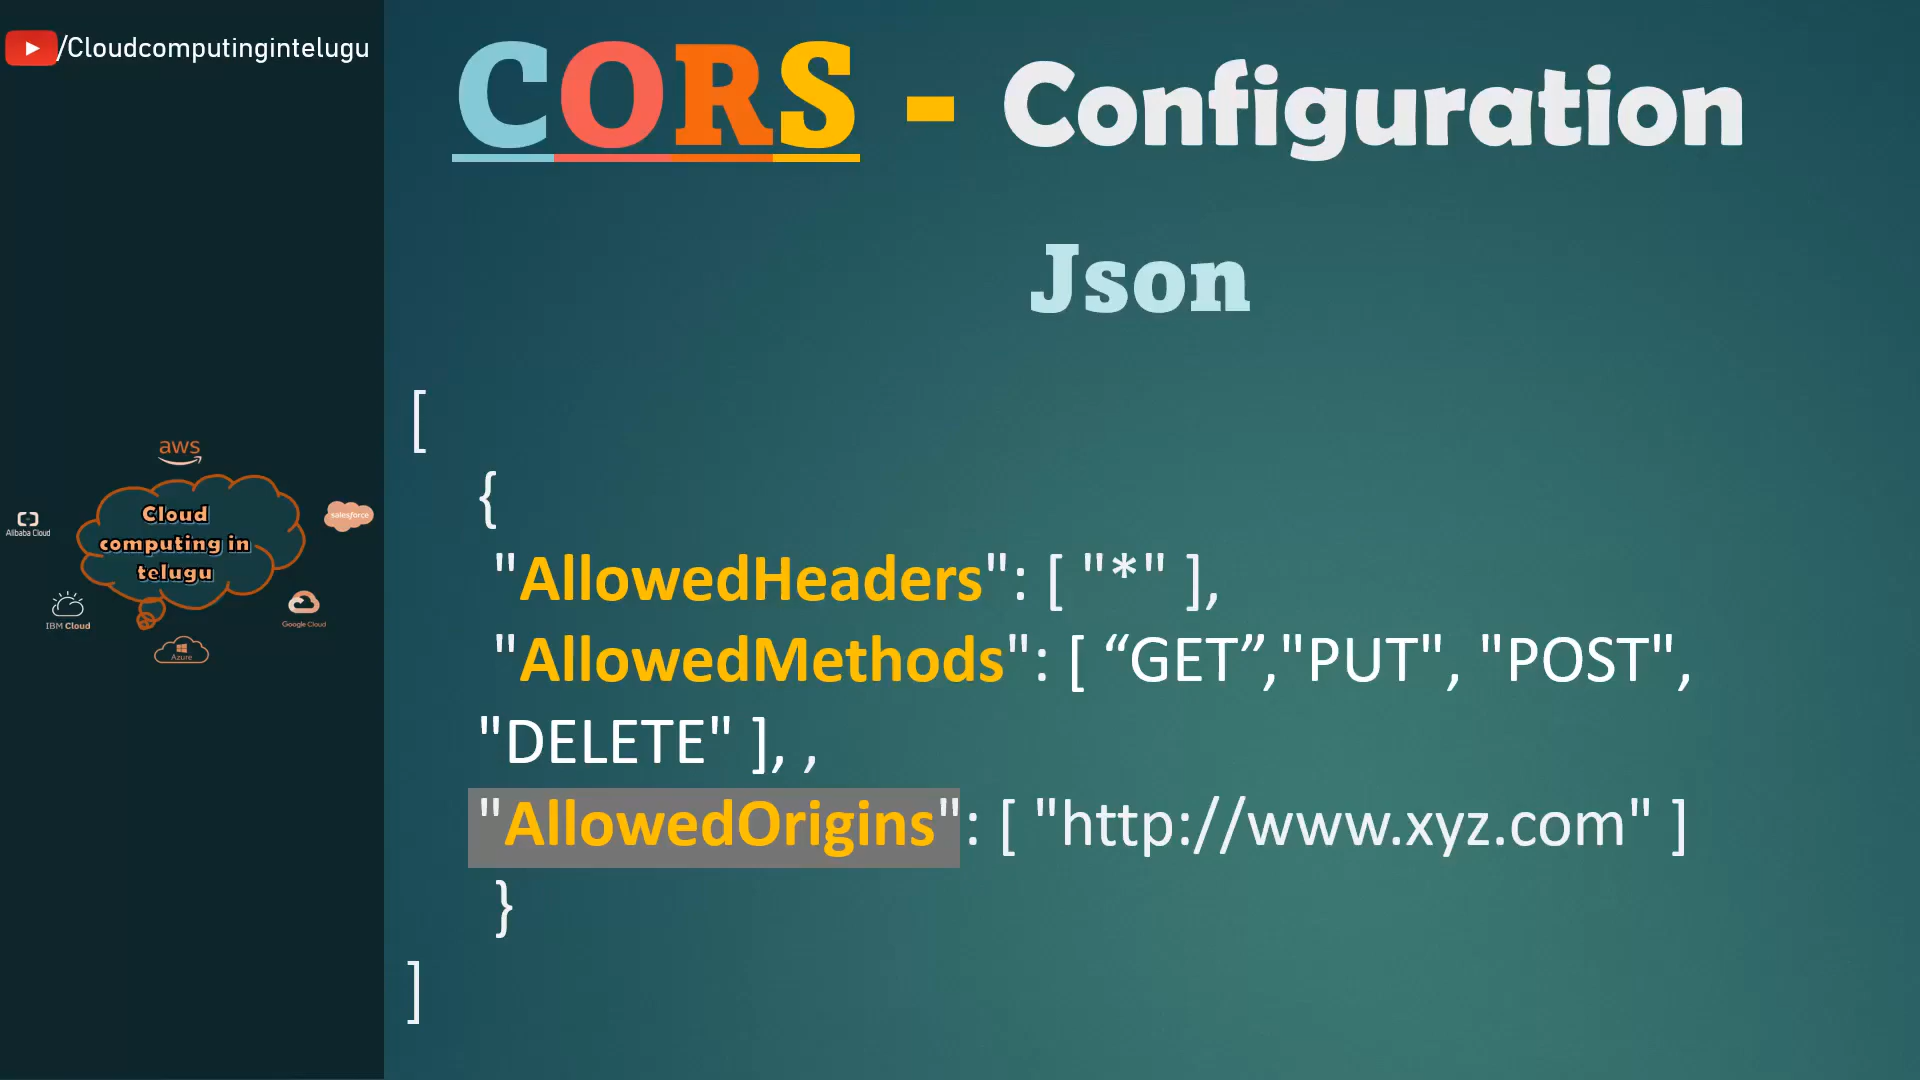 /Cloudcomputingintelugu
CORS - Configuration
Json
[
{
"AllowedHeaders": [ "*" ],
"AllowedMethods": [ “GET”,"PUT", "POST",
"DELETE" ], ,
"AllowedOrigins": [ "http://www.xyz.com" ]
}
]
aws
Alibaba Cloud
Cloud
computing in
telugu
salesforce
IBM Cloud
Google Cloud
Azure